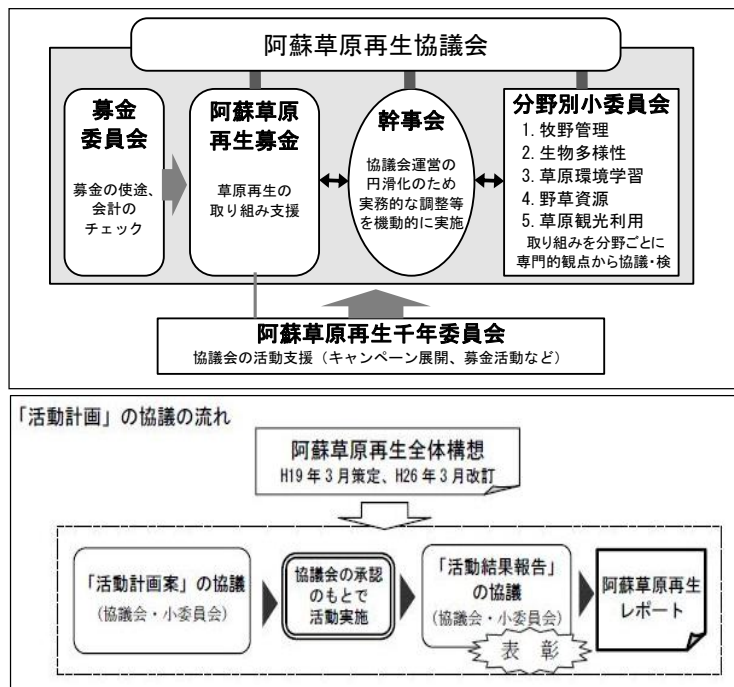 阿蘇草原再生協議会
募金
委員会
募金の使途、
会計の
チェック
阿蘇草原
再生募金
草原再生の
取り組み支援
幹事会
協議会運営の
円滑化のため
実務的な調整等
を機動的に実施
分野別小委員会
1. 牧野管理
2. 生物多様性
3. 草原環境学習
4. 野草資源
5. 草原観光利用
取り組みを分野ごとに
専門的観点から協議・検
阿蘇草原再生千年委員会
協議会の活動支援（キャンペーン展開、募金活動など）
「活動計画」の協議の流れ
阿蘇草原再生全体構想
H19年3月策定、H26年3月改訂
「活動計画案」の協議
（協議会・小委員会）
協議会の承認
のもとで
活動実施
「活動結果報告」
の協議
（協議会・小委員会）
表 彰
阿蘇草原再生
レポート